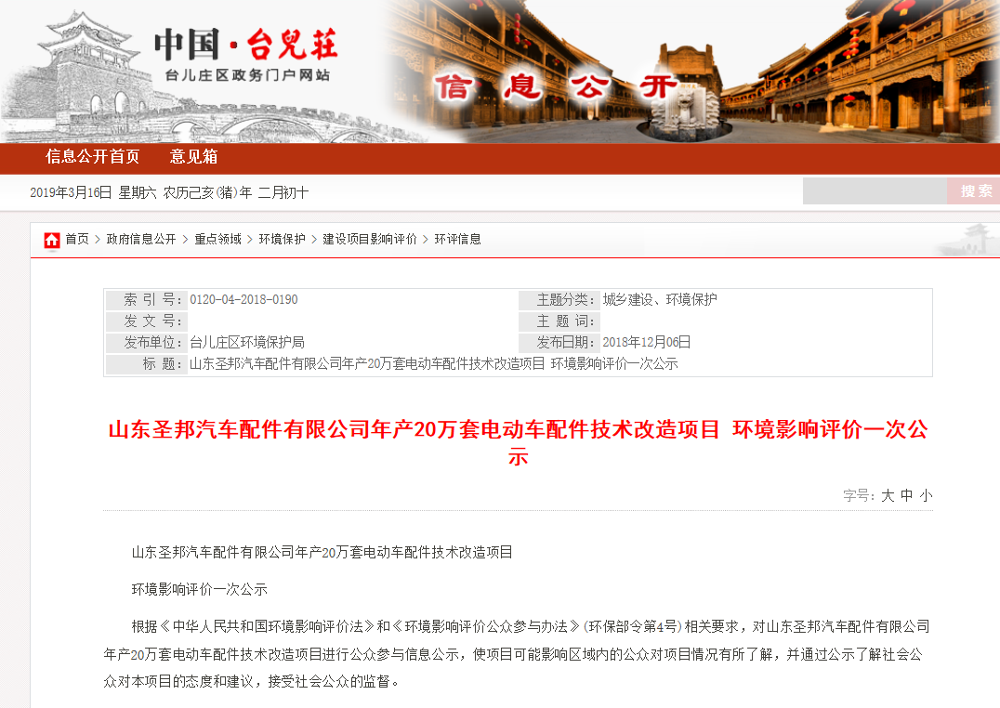 中国·台兒莊
台儿庄区政务门户网站
信息公开
信息公开首页 意见箱
2019年3月16日 星期六 农历己亥(猪)年 二月初十
搜索
首页 > 政府信息公开 > 重点领域 > 环境保护 > 建设项目影响评价 > 环评信息
索 引 号： 0120-04-2018-0190 主题分类： 城乡建设、环境保护
发 文 号： 主 题 词：
发布单位： 台儿庄区环境保护局 发布日期： 2018年12月06日
标 题： 山东圣邦汽车配件有限公司年产20万套电动车配件技术改造项目 环境影响评价一次公示
山东圣邦汽车配件有限公司年产20万套电动车配件技术改造项目 环境影响评价一次公
示
字号： 大 中 小
山东圣邦汽车配件有限公司年产20万套电动车配件技术改造项目
环境影响评价一次公示
根据《中华人民共和国环境影响评价法》和《环境影响评价公众参与办法》(环保部令第4号)相关要求，对山东圣邦汽车配件有限公司
年产20万套电动车配件技术改造项目进行公众参与信息公示，使项目可能影响区域内的公众对项目情况有所了解，并通过公示了解社会公
众对本项目的态度和建议，接受社会公众的监督。